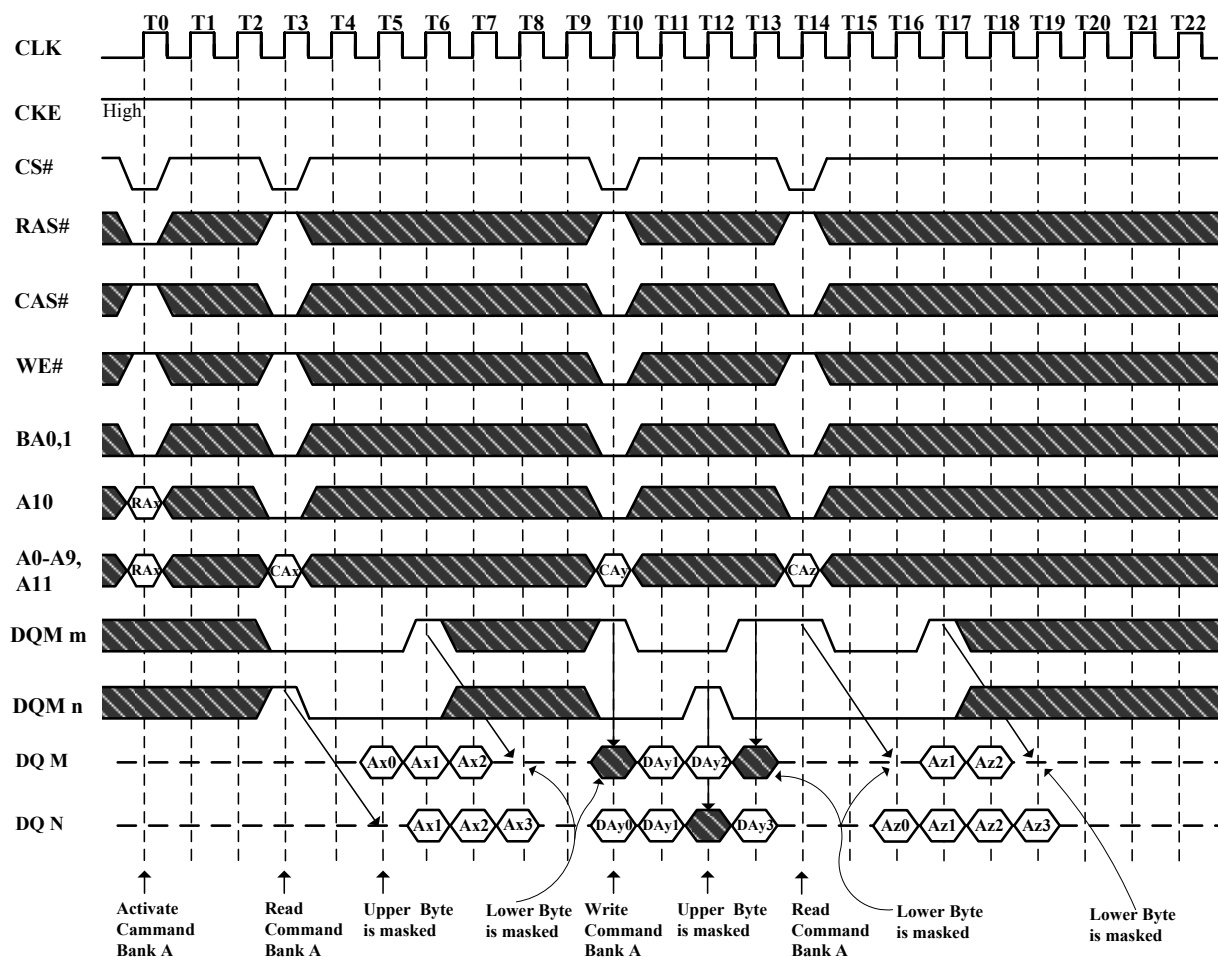 T0 T1 T2 T3 T4 T5 T6 T7 T8 T9 T10 T11 T12 T13 T14 T15 T16 T17 T18 T19 T20 T21 T22
CLK
CKE High
CS#
RAS#
CAS#
WE#
BA0,1
A10 RAx
A0-A9, RAx CAx CAy CAz
A11
DQM m
DQM n
DQ M Ax0 Ax1 Ax2 DAy1 DAy2 Az1 Az2
DQ N Ax1 Ax2 Ax3 DAy0 DAy1 DAy3 Az0 Az1 Az2 Az3
Activate
Cammand
Bank A
Read
Command
Bank A
Upper Byte
is masked
Lower Byte
is masked
Write
Command
Bank A
Upper Byte
is masked
Read
Command
Bank A
Lower Byte
is masked
Lower Byte
is masked